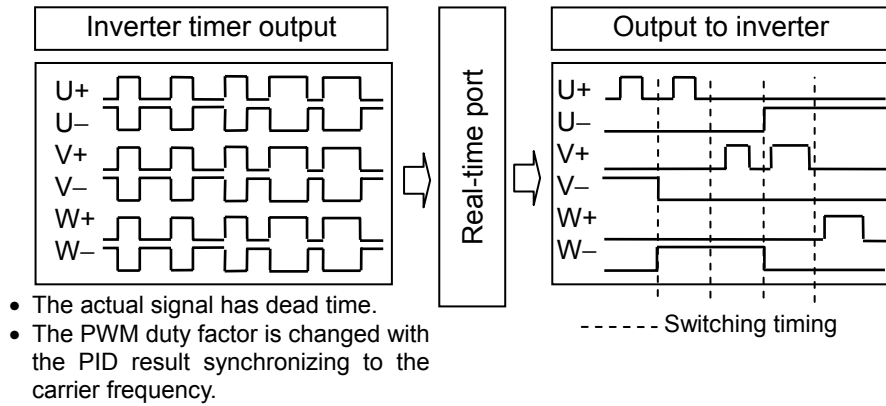 Inverter timer output
Real-time port
Output to inverter
U+
U−
V+
V−
W+
W−
U+
U−
V+
V−
W+
W−
• The actual signal has dead time.
• The PWM duty factor is changed with
the PID result synchronizing to the
carrier frequency.
------ Switching timing